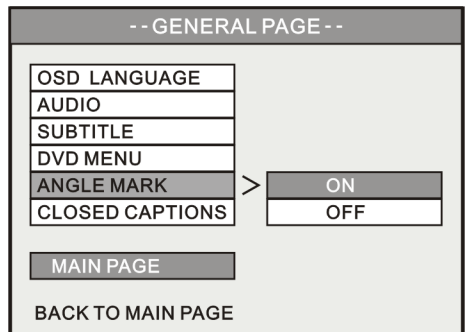 --GENERAL PAGE--
OSD LANGUAGE
AUDIO
SUBTITLE
DVD MENU
ANGLE MARK > ON
CLOSED CAPTIONS OFF
MAIN PAGE
BACK TO MAIN PAGE